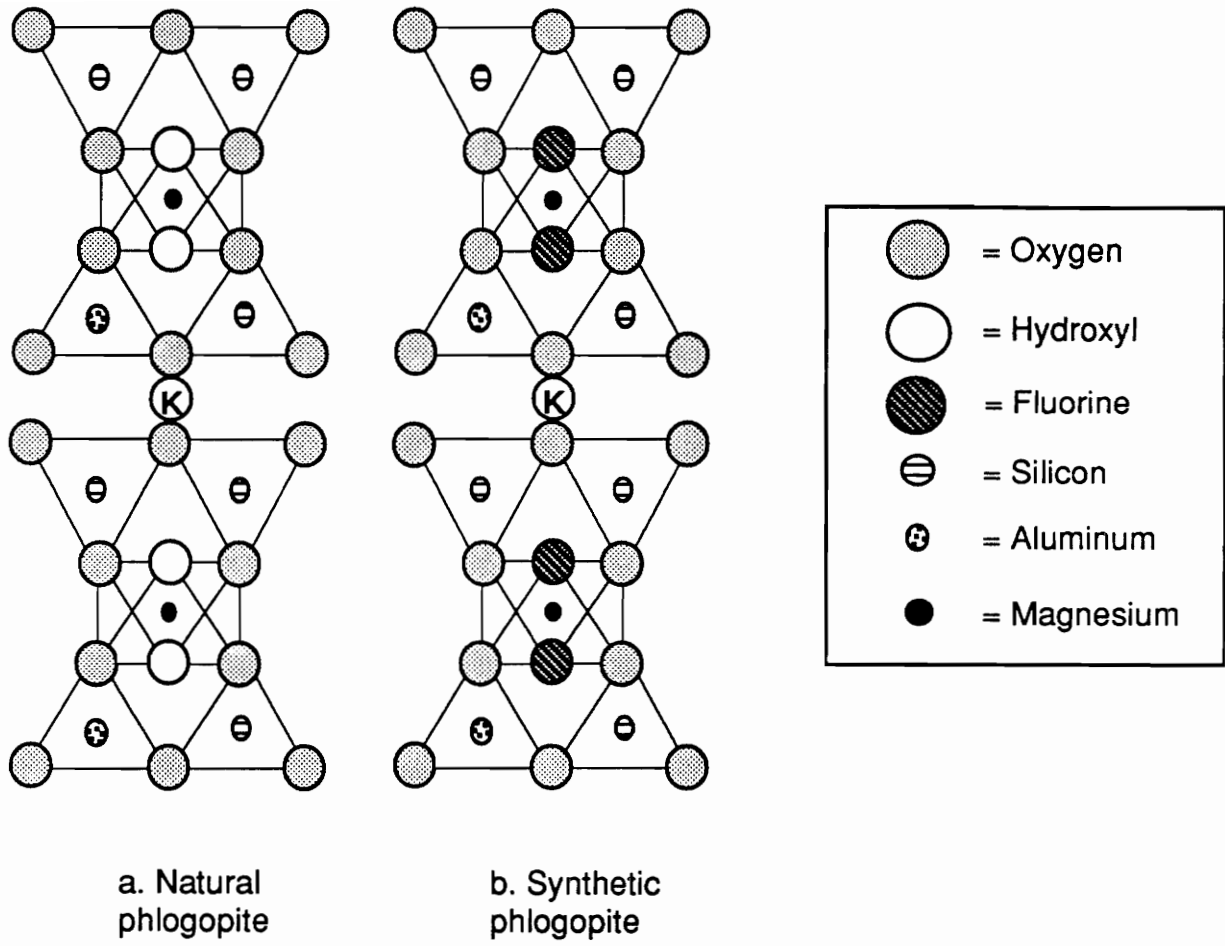 K
K
= Oxygen
= Hydroxyl
= Fluorine
= Silicon
= Aluminum
= Magnesium
a. Natural
phlogopite
b. Synthetic
phlogopite